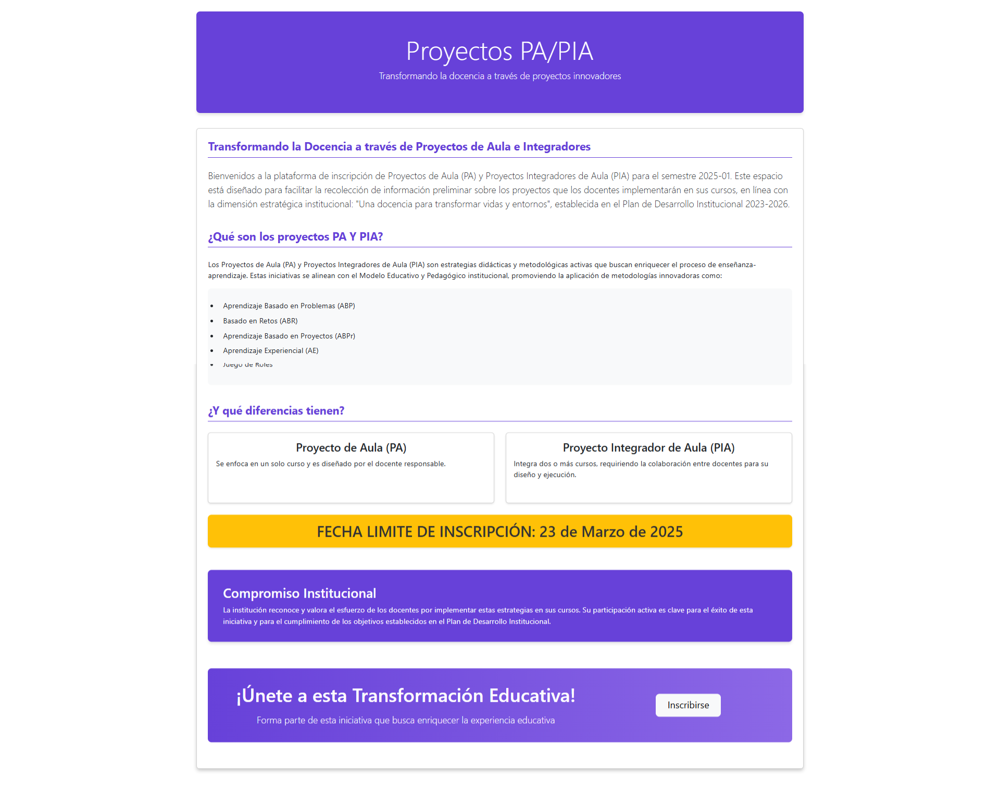 Proyectos PA/PIA
Transformando la docencia a través de proyectos innovadores
Transformando la Docencia a través de Proyectos de Aula e Integradores
Bienvenidos a la plataforma de inscripción de Proyectos de Aula (PA) y Proyectos Integradores de Aula (PIA) para el semestre 2025-01. Este espacio
está diseñado para facilitar la recolección de información preliminar sobre los proyectos que los docentes implementarán en sus cursos, en línea con
la dimensión estratégica institucional: "Una docencia para transformar vidas y entornos", establecida en el Plan de Desarrollo Institucional 2023-2026.
¿Qué son los proyectos PA Y PIA?
Los Proyectos de Aula (PA) y Proyectos Integradores de Aula (PIA) son estrategias didácticas y metodológicas activas que buscan enriquecer el proceso de enseñanza-
aprendizaje. Estas iniciativas se alinean con el Modelo Educativo y Pedagógico institucional, promoviendo la aplicación de metodologías innovadoras como:
• Aprendizaje Basado en Problemas (ABP)
• Basado en Retos (ABR)
• Aprendizaje Basado en Proyectos (ABPr)
• Aprendizaje Experiencial (AE)
• Juego de Roles
¿Y qué diferencias tienen?
Proyecto de Aula (PA)
Se enfoca en un solo curso y es diseñado por el docente responsable.
Proyecto Integrador de Aula (PIA)
Integra dos o más cursos, requiriendo la colaboración entre docentes para su
diseño y ejecución.
FECHA LIMITE DE INSCRIPCIÓN: 23 de Marzo de 2025
Compromiso Institucional
La institución reconoce y valora el esfuerzo de los docentes por implementar estas estrategias en sus cursos. Su participación activa es clave para el éxito de esta
iniciativa y para el cumplimiento de los objetivos establecidos en el Plan de Desarrollo Institucional.
¡Únete a esta Transformación Educativa!
Forma parte de esta iniciativa que busca enriquecer la experiencia educativa
Inscribirse